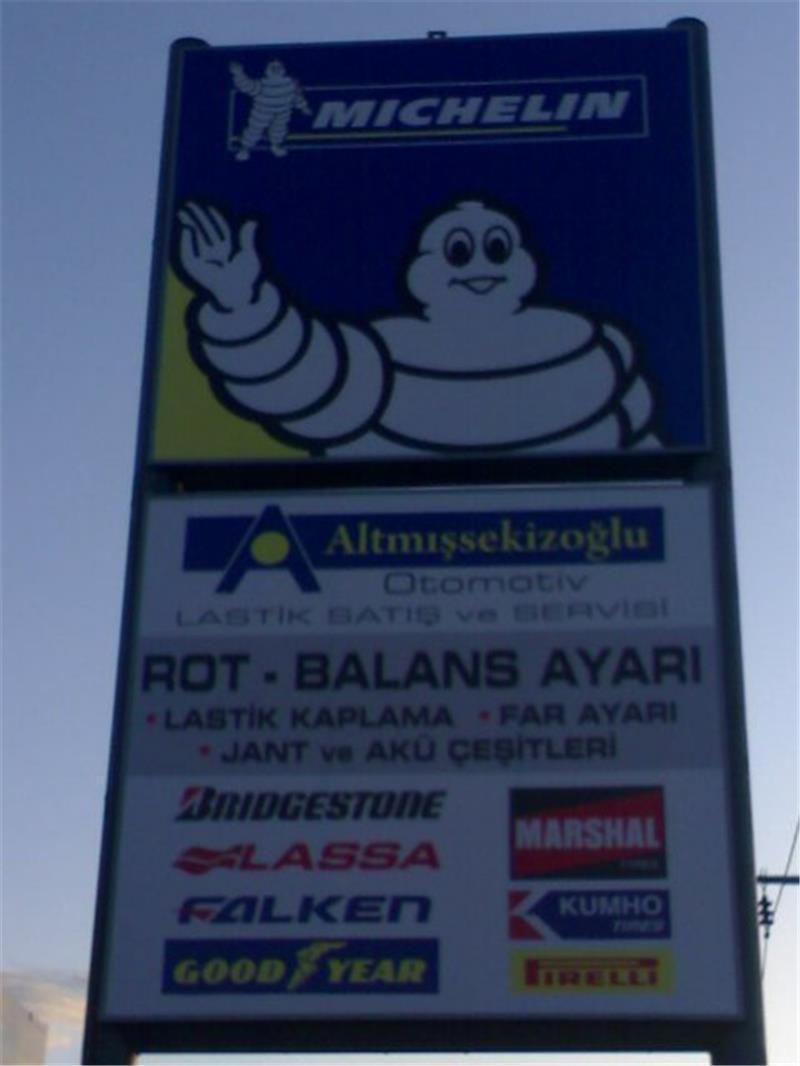 MICHELIN
Altmışsekizoğlu
Otomotiv
LASTİK SATIŞ ve SERVİSİ
ROT - BALANS AYARI
• LASTİK KAPLAMA • FAR AYARI
• JANT ve AKÜ ÇEŞİTLERİ
BRIDGESTONE
LASSA
FALKEN
GOOD YEAR
MARSHAL
TYRES
KUMHO
TIRES
PIRELLI